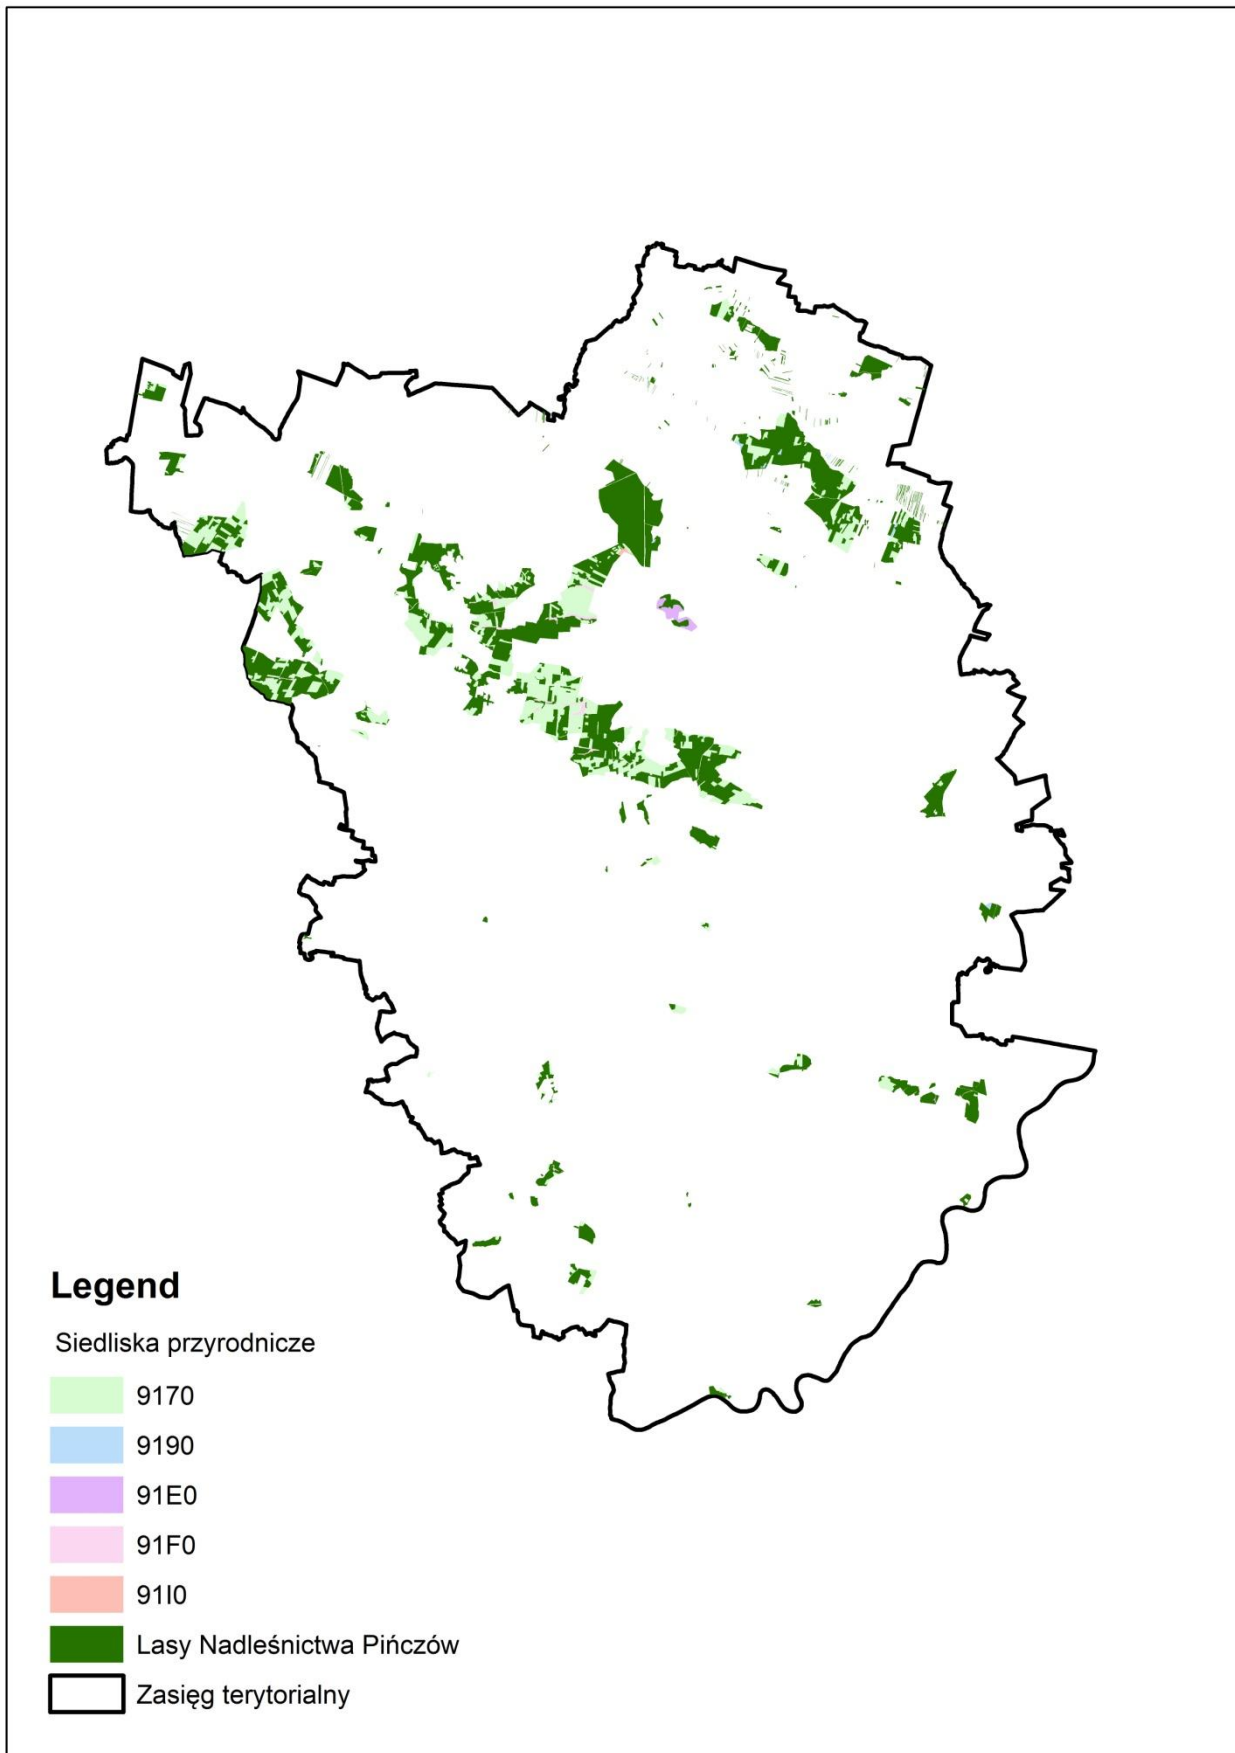 Legend
Siedliska przyrodnicze
9170
9190
91E0
91F0
91I0
Lasy Nadleśnictwa Pińczów
Zasięg terytorialny